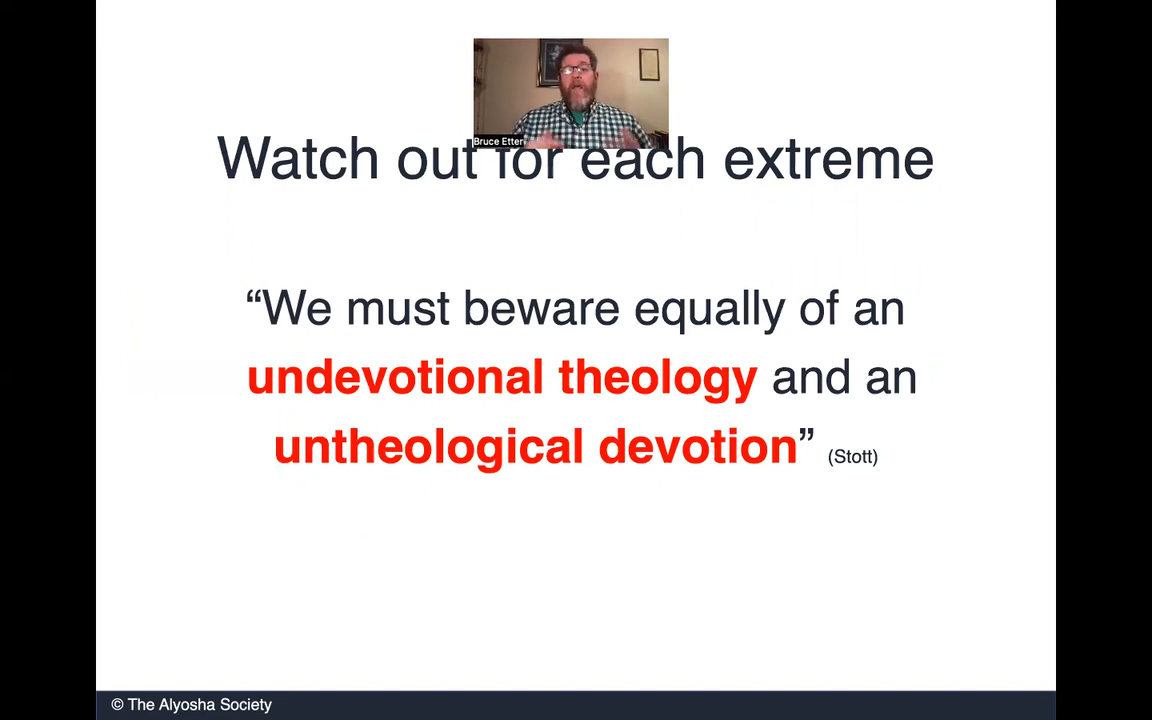 Bruce Etter
Watch out for each extreme
“We must beware equally of an
undevotional theology and an
untheological devotion” (Stott)
© The Alyosha Society